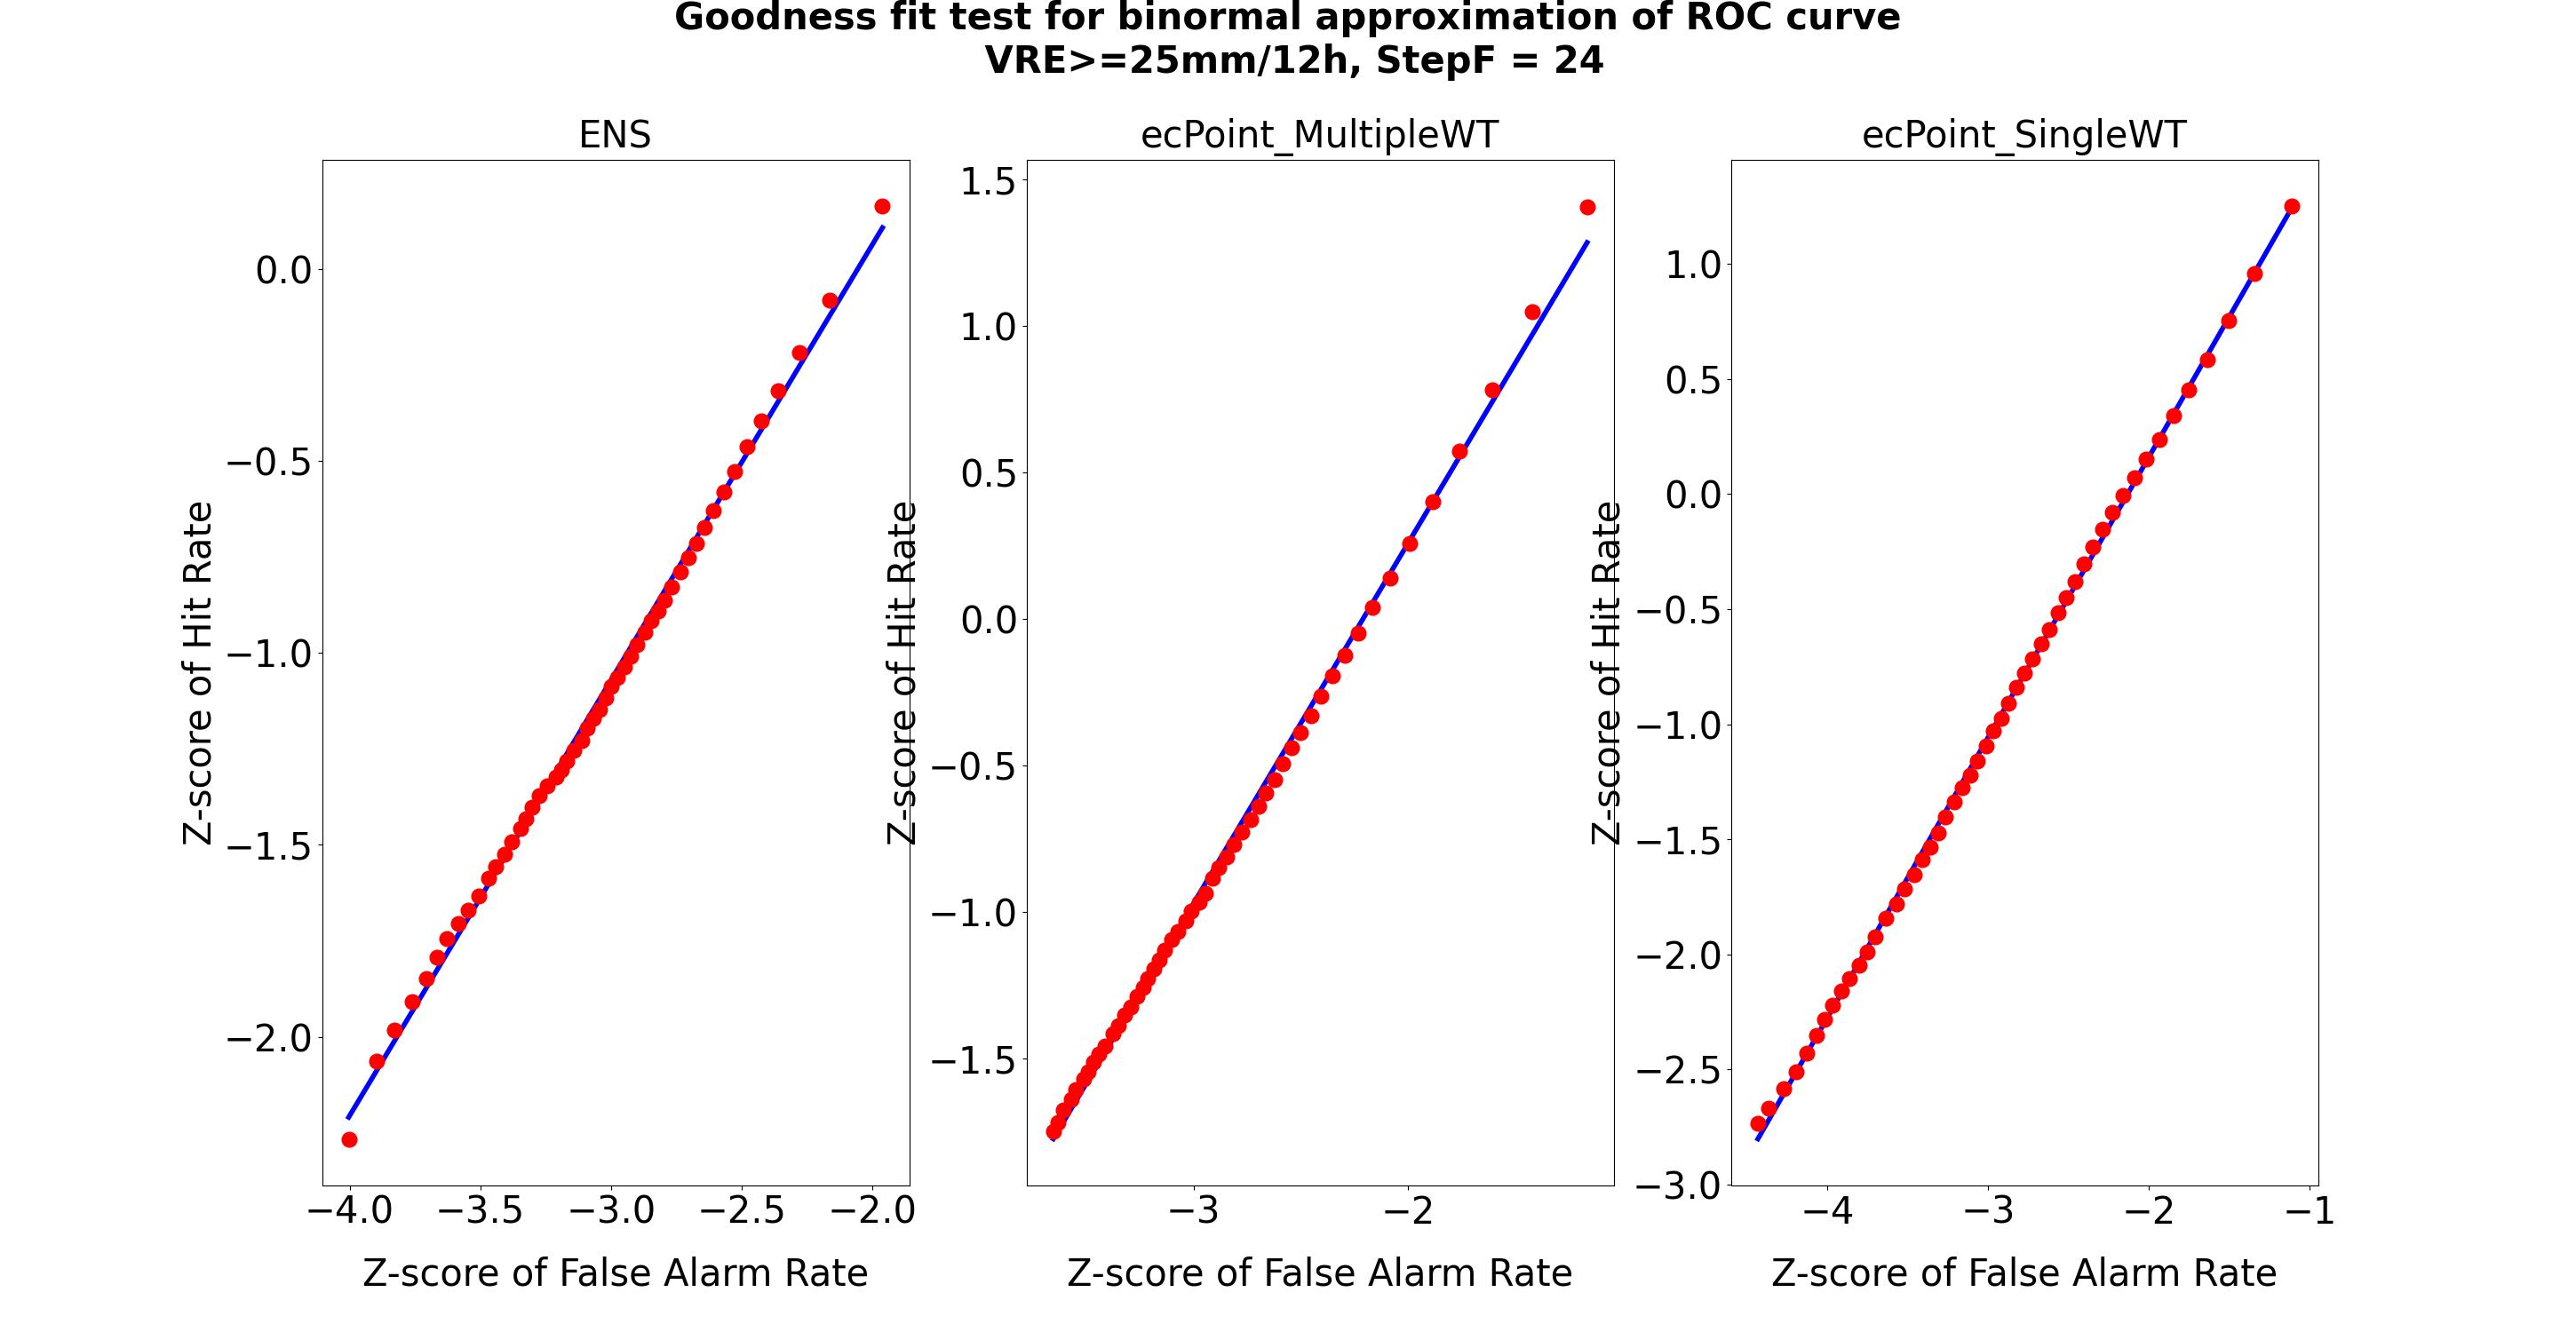 Goodness fit test for binormal approximation of ROC curve
VRE>=25mm/12h, StepF = 24
ENS
0.0
−0.5
−1.0
−1.5
−2.0
Z-score of Hit Rate
−4.0 −3.5 −3.0 −2.5 −2.0
Z-score of False Alarm Rate
ecPoint_MultipleWT
1.5
1.0
0.5
0.0
−0.5
−1.0
−1.5
Z-score of Hit Rate
−3 −2
Z-score of False Alarm Rate
ecPoint_SingleWT
1.0
0.5
0.0
−0.5
−1.0
−1.5
−2.0
−2.5
−3.0
Z-score of Hit Rate
−4 −3 −2 −1
Z-score of False Alarm Rate